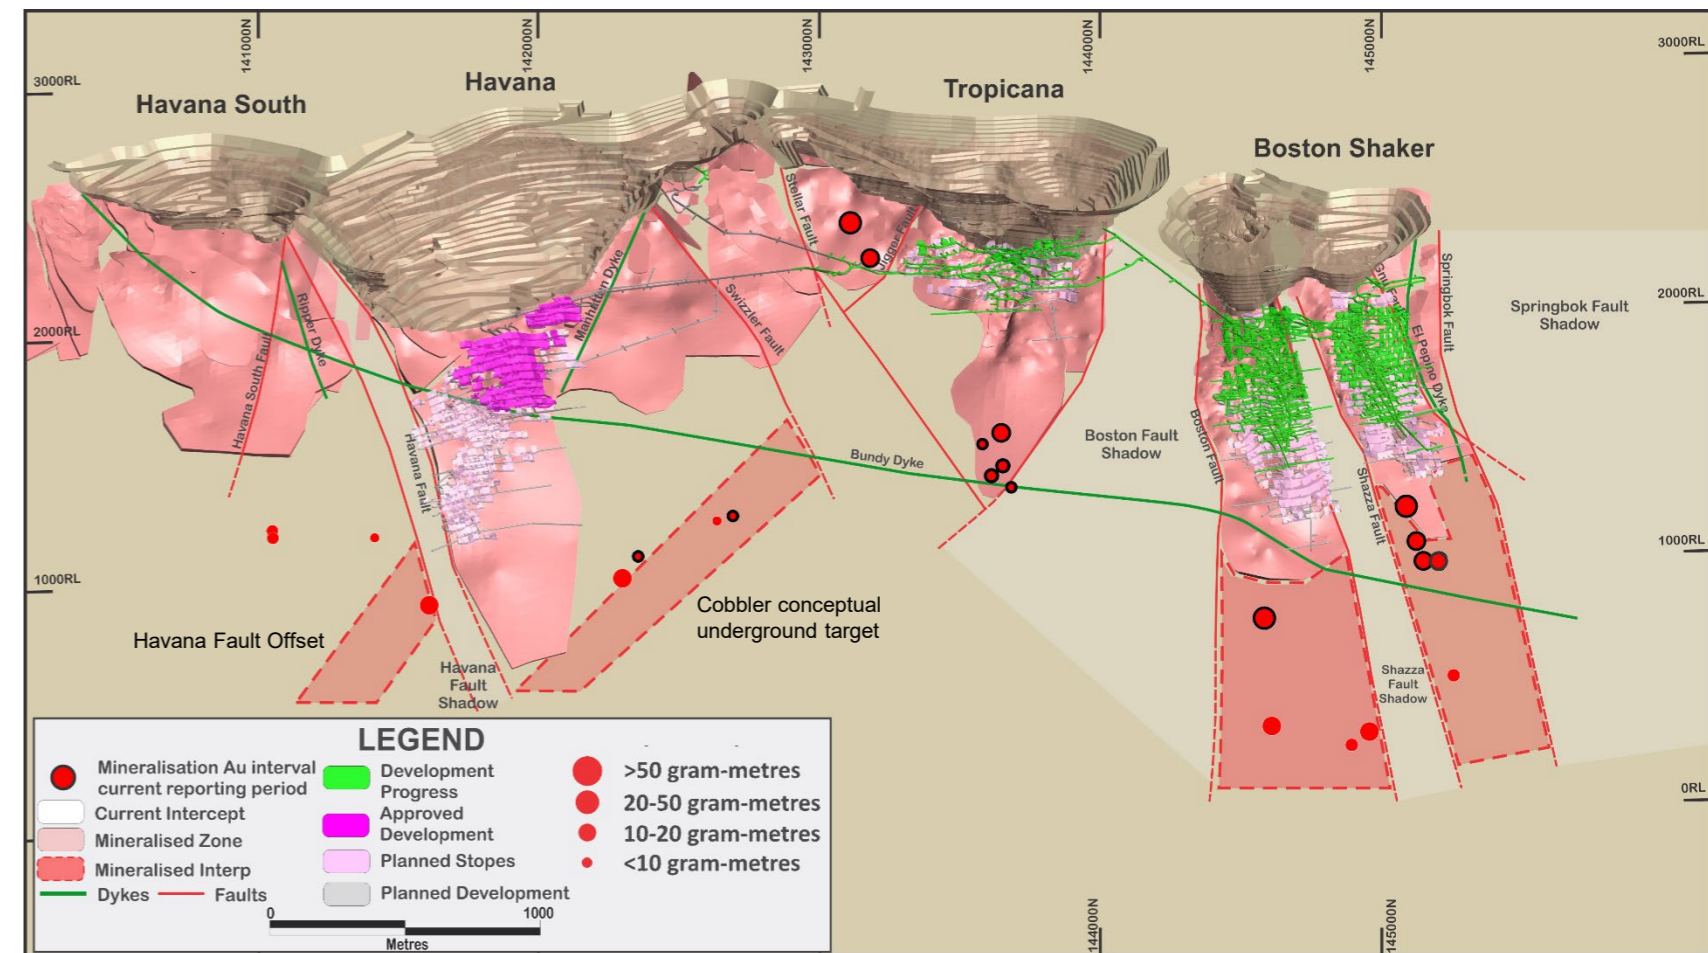 141000N
142000N
143000N
144000N
145000N
3000RL
3000RL
Havana South
Havana
Tropicana
Boston Shaker
Stellar Fault
Jigger Fault
Manhattan Dyke
Swizzler Fault
Ripper Dyke
Havana South Fault
2000RL
2000RL
Springbok Fault
Springbok Fault
Shadow
El Pepino Dyke
Havana Fault
Bundy Dyke
Boston Fault
Shadow
Boston Fault
Shazza Fault
1000RL
1000RL
Havana Fault Offset
Cobbler conceptual
underground target
Havana
Fault
Shadow
Shazza
Fault
Shadow
0RL
LEGEND
Mineralisation Au interval
current reporting period
Current Intercept
Mineralised Zone
Mineralised Interp
Dykes
Faults
Development
Progress
Approved
Development
Planned Stopes
Planned Development
>50 gram-metres
20-50 gram-metres
10-20 gram-metres
<10 gram-metres
0
1000
Metres
144000N
145000N